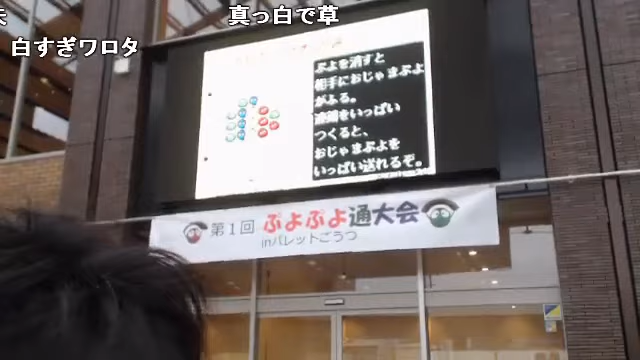 真っ白で草
白すぎワロタ
ぷよを消すと
相手におじゃまぷよ
がふる。
連鎖をいっぱい
つくると、
おじゃまぷよを
いっぱい送れるぞ。
第1回 ぷよぷよ通大会
inパレットごうつ